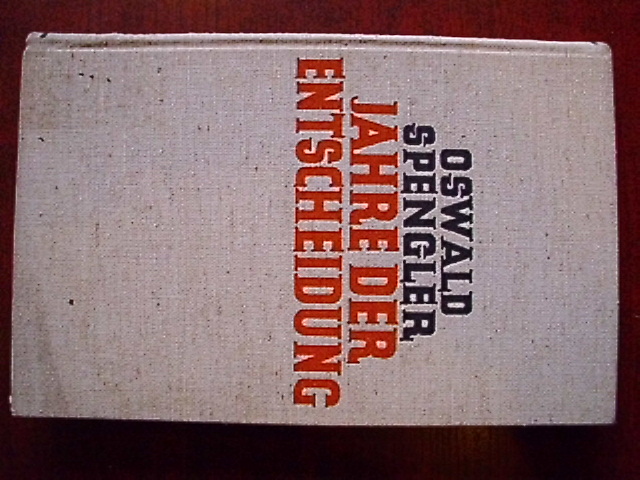 OSWALD
SPENGLER
JAHRE DER
ENTSCHEIDUNG